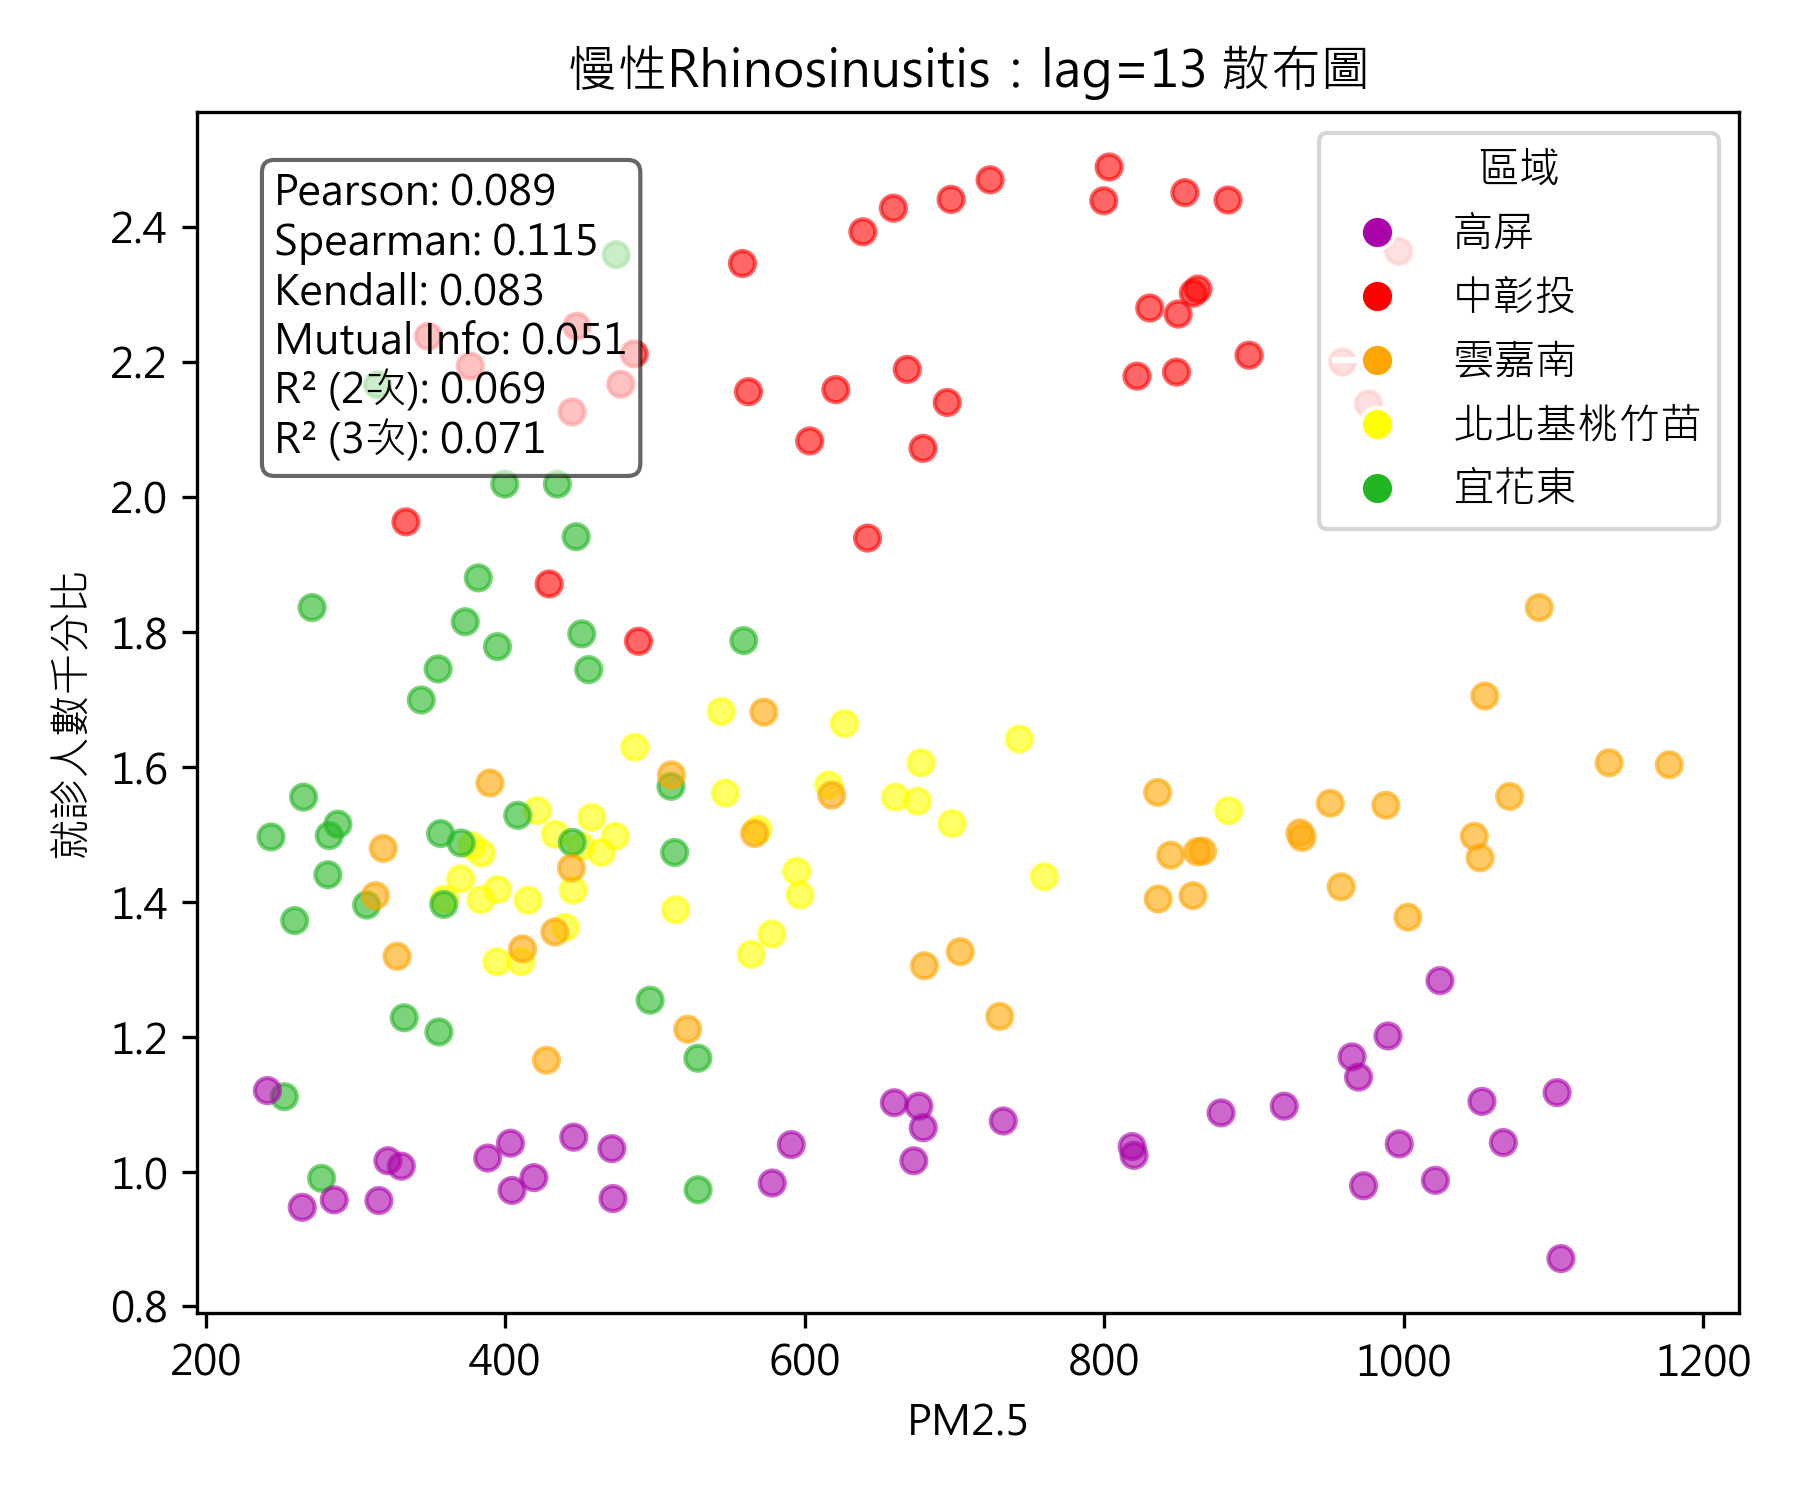 慢性Rhinosinusitis：lag=13 散布圖
Pearson: 0.089
Spearman: 0.115
Kendall: 0.083
Mutual Info: 0.051
R² (2次): 0.069
R² (3次): 0.071
區域
高屏
中彰投
雲嘉南
北北基桃竹苗
宜花東
就診人數千分比
2.4
2.2
2.0
1.8
1.6
1.4
1.2
1.0
0.8
200 400 600 800 1000 1200
PM2.5